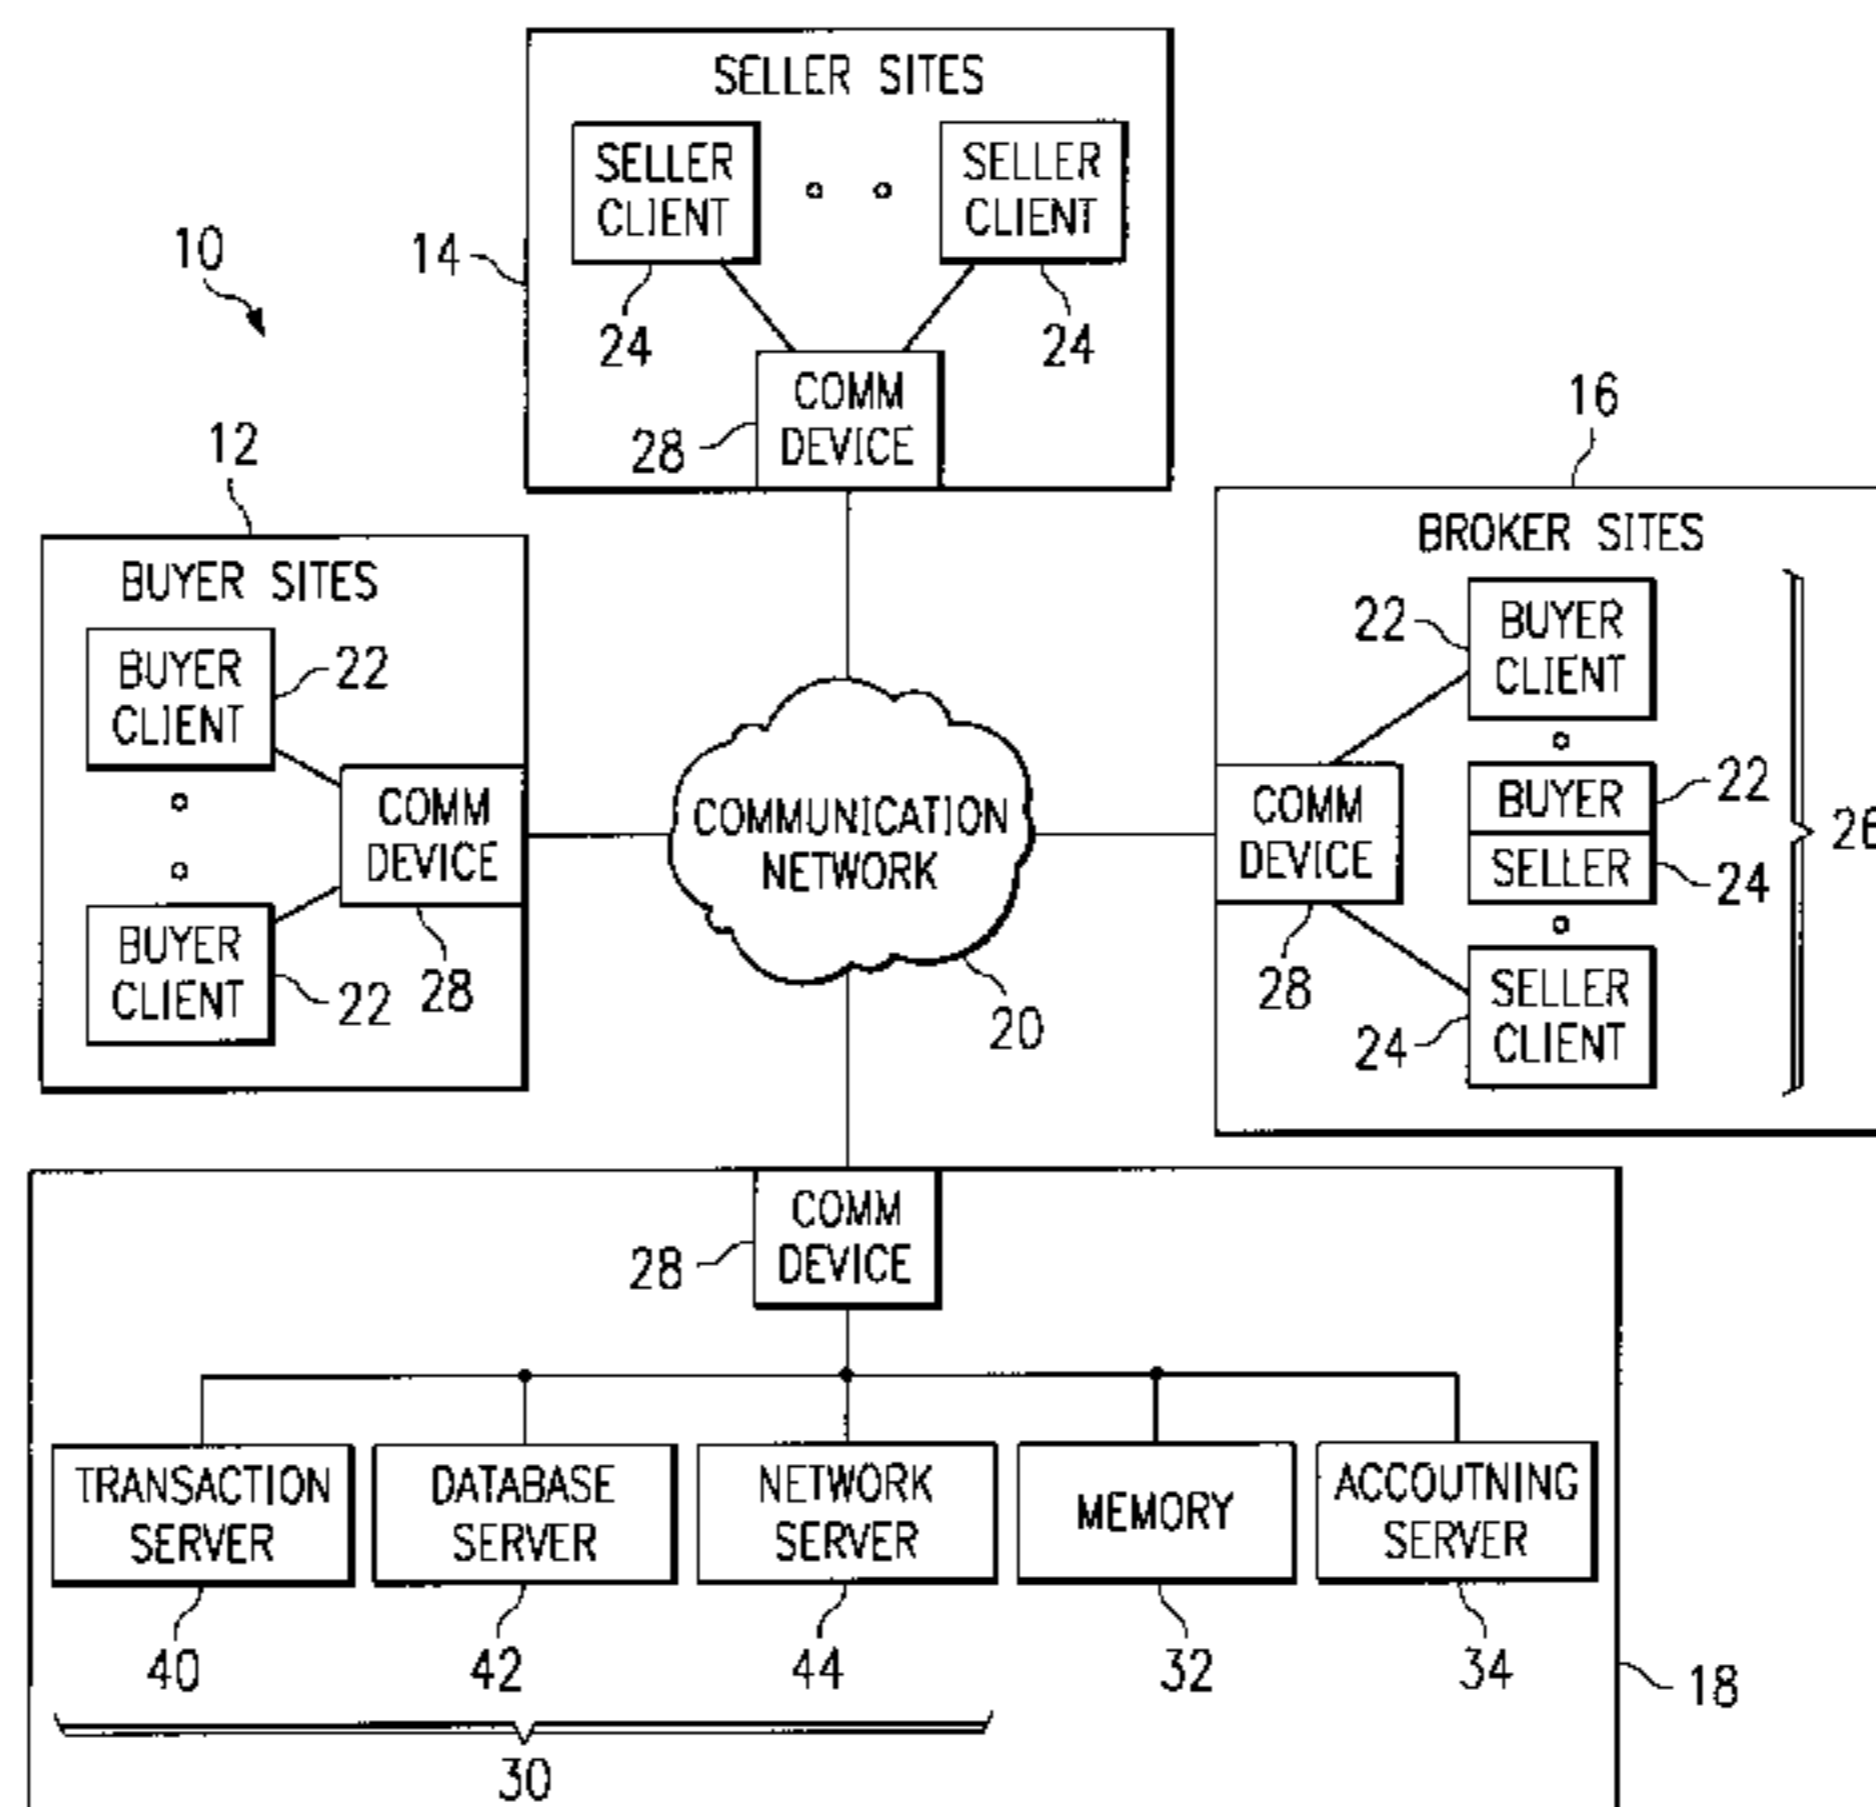 SELLER SITES
SELLER CLIENT
SELLER CLIENT
10
14
24
24
COMM DEVICE
28
12
16
BUYER SITES
BUYER CLIENT
22
COMM DEVICE
28
BUYER CLIENT
22
COMMUNICATION NETWORK
20
BROKER SITES
22
BUYER CLIENT
COMM DEVICE
28
BUYER
22
SELLER
24
26
24
SELLER CLIENT
COMM DEVICE
28
TRANSACTION SERVER
DATABASE SERVER
NETWORK SERVER
MEMORY
ACCOUTNING SERVER
40
42
44
32
34
18
30